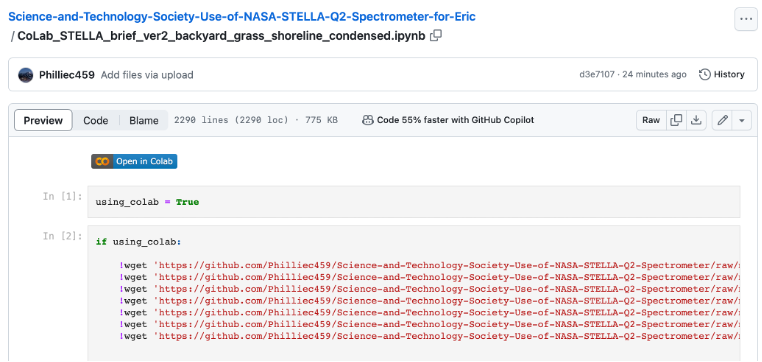 Science-and-Technology-Society-Use-of-NASA-STELLA-Q2-Spectrometer-for-Eric
/CoLab_STELLA_brief_ver2_backyard_grass_shoreline_condensed.ipynb
Philliec459 Add files via upload d3e7107 · 24 minutes ago History
Preview Code Blame 2290 lines (2290 loc) · 775 KB Code 55% faster with GitHub Copilot Raw
Open in Colab
In [1]: using_colab = True
In [2]: if using_colab:
!wget 'https://github.com/Philliec459/Science-and-Technology-Society-Use-of-NASA-STELLA-Q2-Spectrometer/raw/
!wget 'https://github.com/Philliec459/Science-and-Technology-Society-Use-of-NASA-STELLA-Q2-Spectrometer/raw/
!wget 'https://github.com/Philliec459/Science-and-Technology-Society-Use-of-NASA-STELLA-Q2-Spectrometer/raw/
!wget 'https://github.com/Philliec459/Science-and-Technology-Society-Use-of-NASA-STELLA-Q2-Spectrometer/raw/
!wget 'https://github.com/Philliec459/Science-and-Technology-Society-Use-of-NASA-STELLA-Q2-Spectrometer/raw/
!wget 'https://github.com/Philliec459/Science-and-Technology-Society-Use-of-NASA-STELLA-Q2-Spectrometer/raw/
!wget 'https://github.com/Philliec459/Science-and-Technology-Society-Use-of-NASA-STELLA-Q2-Spectrometer/raw/